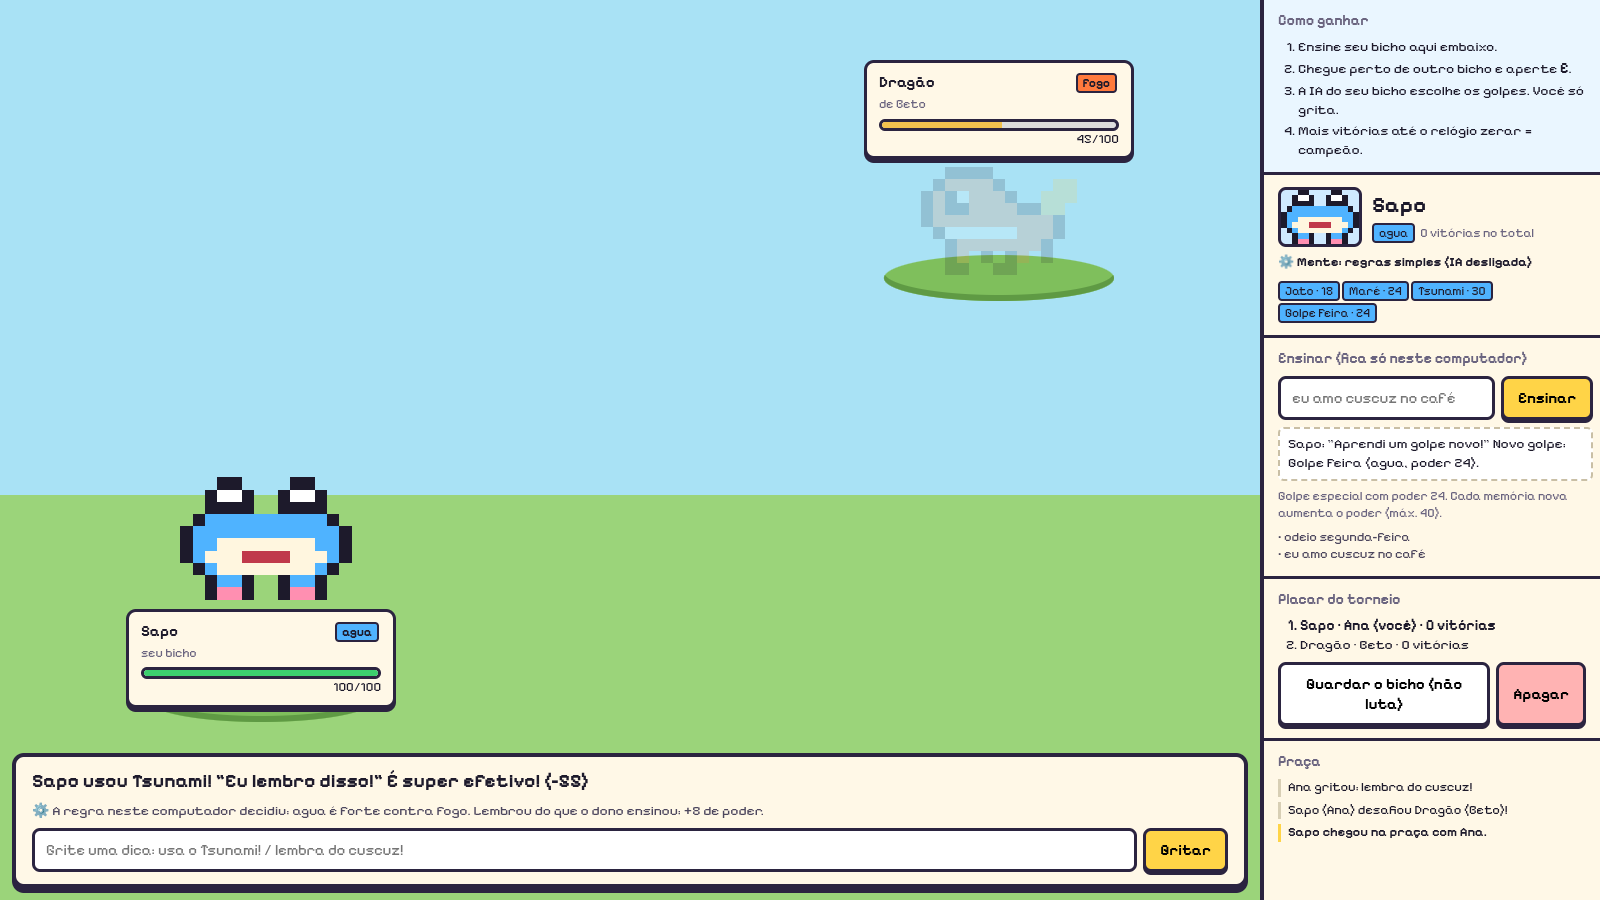 Dragão
Fogo
de Beto
45/100
Sapo
agua
seu bicho
100/100
Sapo usou Tsunami! "Eu lembro disso!" É super efetivo! (-55)
A regra neste computador decidiu: agua é forte contra fogo. Lembrou do que o dono ensinou: +8 de poder.
Grite uma dica: usa o Tsunami! / lembra do cuscuz!
Gritar
Como ganhar
1. Ensine seu bicho aqui embaixo.
2. Chegue perto de outro bicho e aperte E.
3. A IA do seu bicho escolhe os golpes. Você só
grita.
4. Mais vitórias até o relógio zerar =
campeão.
Sapo
agua 0 vitórias no total
Mente: regras simples (IA desligada)
Jato · 18 Maré · 24 Tsunami · 30
Golpe Feira · 24
Ensinar (fica só neste computador)
eu amo cuscuz no café
Ensinar
Sapo: "Aprendi um golpe novo!" Novo golpe:
Golpe Feira (agua, poder 24).
Golpe especial com poder 24. Cada memória nova
aumenta o poder (máx. 40).
· odeio segunda-feira
· eu amo cuscuz no café
Placar do torneio
1. Sapo · Ana (você) · 0 vitórias
2. Dragão · Beto · 0 vitórias
Guardar o bicho (não
luta)
Apagar
Praça
Ana gritou: lembra do cuscuz!
Sapo (Ana) desafiou Dragão (Beto)!
Sapo chegou na praça com Ana.